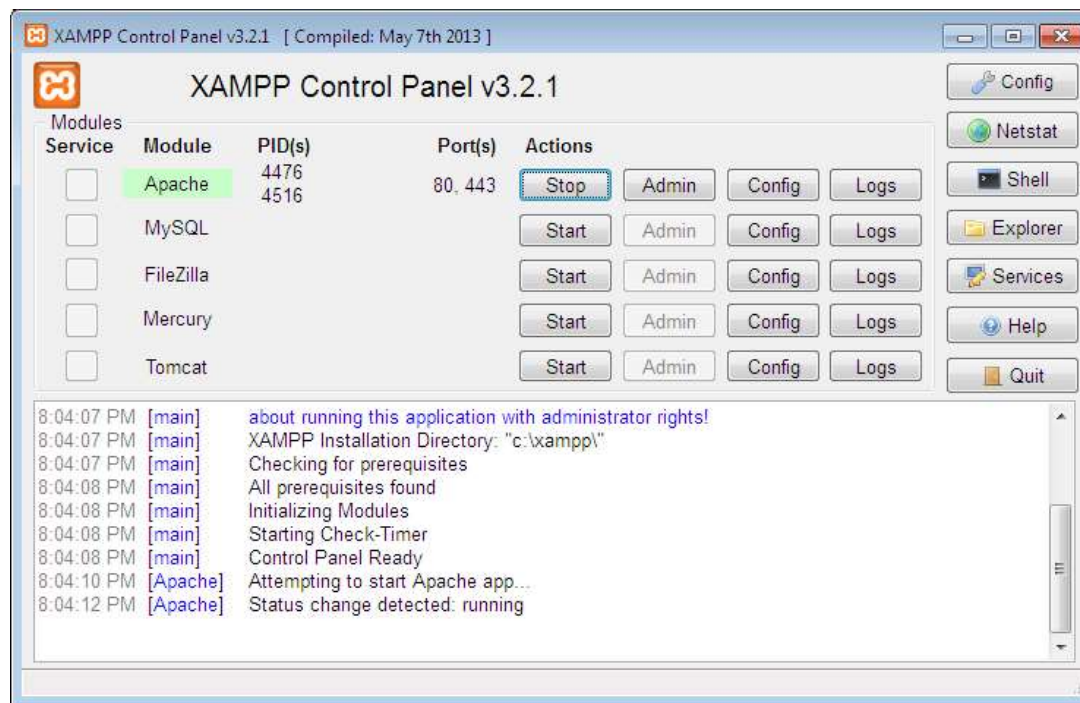 XAMPP Control Panel v3.2.1 [ Compiled: May 7th 2013 ]
XAMPP Control Panel v3.2.1
Config
Netstat
Shell
Explorer
Services
Help
Quit
Modules
Service Module PID(s) Port(s) Actions
Apache 4476 4516 80, 443 Stop Admin Config Logs
MySQL Start Admin Config Logs
FileZilla Start Admin Config Logs
Mercury Start Admin Config Logs
Tomcat Start Admin Config Logs
8:04:07 PM [main] about running this application with administrator rights!
8:04:07 PM [main] XAMPP Installation Directory: "c:\xampp\"
8:04:07 PM [main] Checking for prerequisites
8:04:08 PM [main] All prerequisites found
8:04:08 PM [main] Initializing Modules
8:04:08 PM [main] Starting Check-Timer
8:04:08 PM [main] Control Panel Ready
8:04:10 PM [Apache] Attempting to start Apache app...
8:04:12 PM [Apache] Status change detected: running